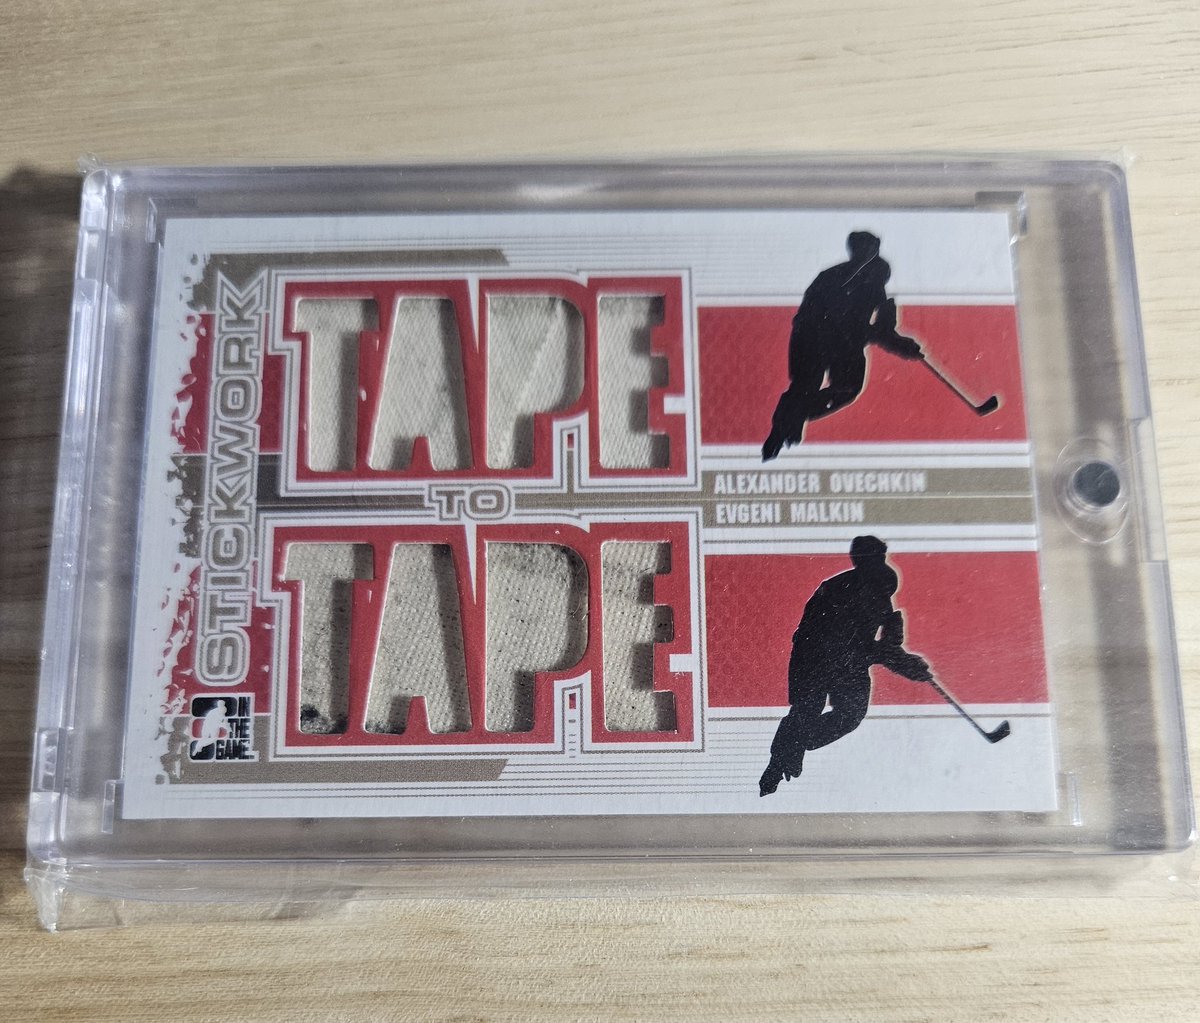 STICKWORK
TAPE
TO
TAPE
ALEXANDER OVECHKIN
EVGENI MALKIN
IN
THE
GAME